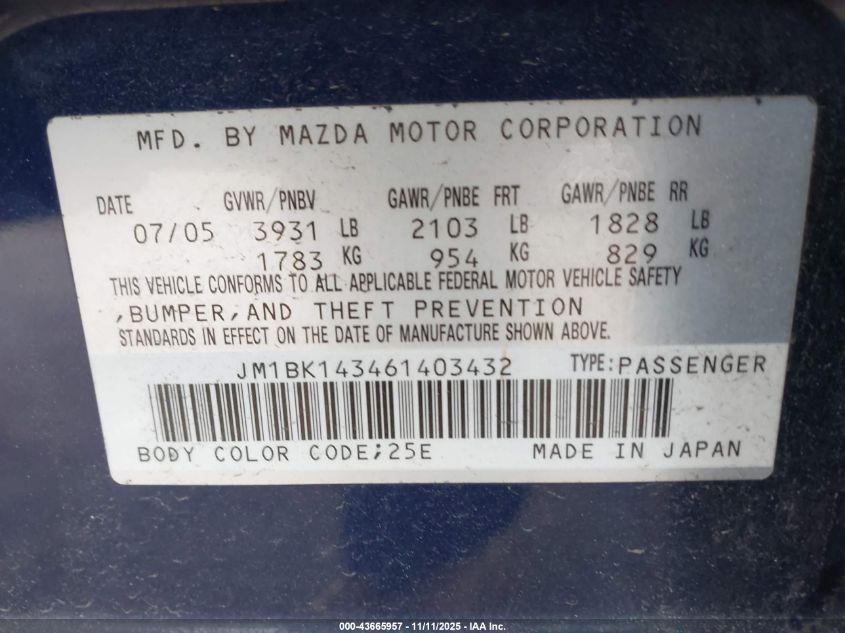 MFD. BY MAZDA MOTOR CORPORATION
DATE GVWR/PNBV GAWR/PNBE FRT GAWR/PNBE RR
07/05 3931 LB 2103 LB 1828 LB
1783 KG 954 KG 829 KG
THIS VEHICLE CONFORMS TO ALL APPLICABLE FEDERAL MOTOR VEHICLE SAFETY
,BUMPER,AND THEFT PREVENTION
STANDARDS IN EFFECT ON THE DATE OF MANUFACTURE SHOWN ABOVE.
JM1BK143461403432 TYPE:PASSENGER
BODY COLOR CODE;25E MADE IN JAPAN
000-43665957 - 11/11/2025 - IAA Inc.